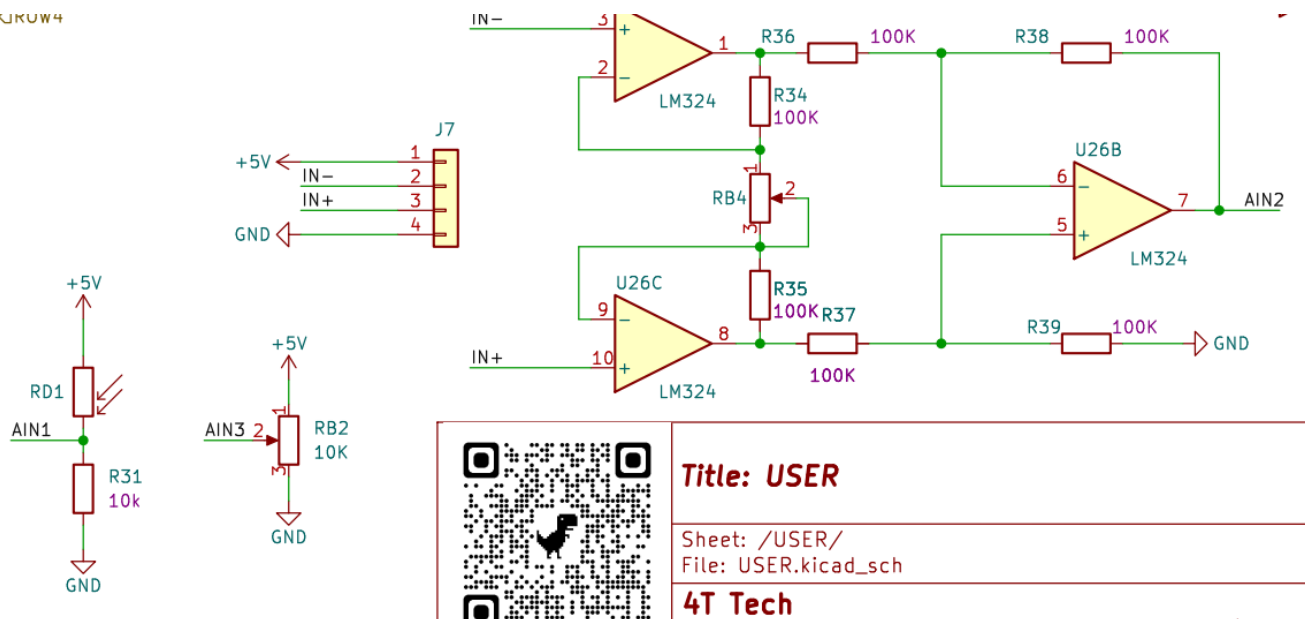 IN-
3
1
R36
100K
R38
100K
2
R34
LM324
100K
J7
U26B
+5V
1
1
IN-
2
6
RB4
2
7
AIN2
IN+
3
GND
4
3
5
LM324
+5V
U26C
R35
9
100K
R37
R39
100K
+5V
8
GND
IN+
10
100K
RD1
LM324
1
AIN1
AIN3
2
RB2
10K
3
R31
10k
GND
GND
Title: USER
Sheet: /USER/
File: USER.kicad_sch
4T Tech